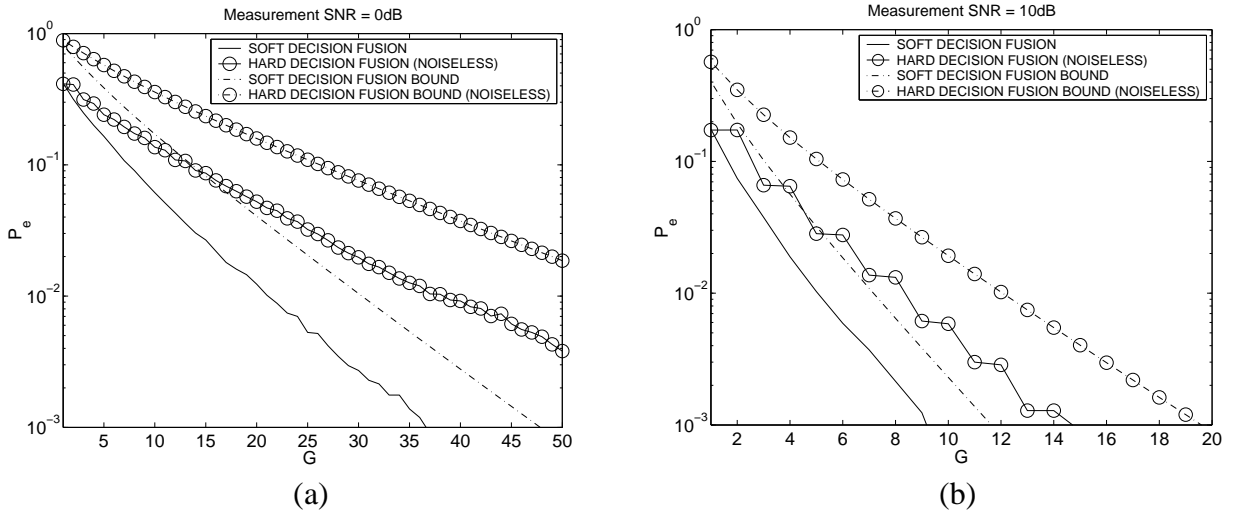 Measurement SNR = 0dB
10^0
10^-1
10^-2
10^-3
P_e
SOFT DECISION FUSION
HARD DECISION FUSION (NOISELESS)
SOFT DECISION FUSION BOUND
HARD DECISION FUSION BOUND (NOISELESS)
5 10 15 20 25 30 35 40 45 50
G
(a)
Measurement SNR = 10dB
10^0
10^-1
10^-2
10^-3
P_e
SOFT DECISION FUSION
HARD DECISION FUSION (NOISELESS)
SOFT DECISION FUSION BOUND
HARD DECISION FUSION BOUND (NOISELESS)
2 4 6 8 10 12 14 16 18 20
G
(b)